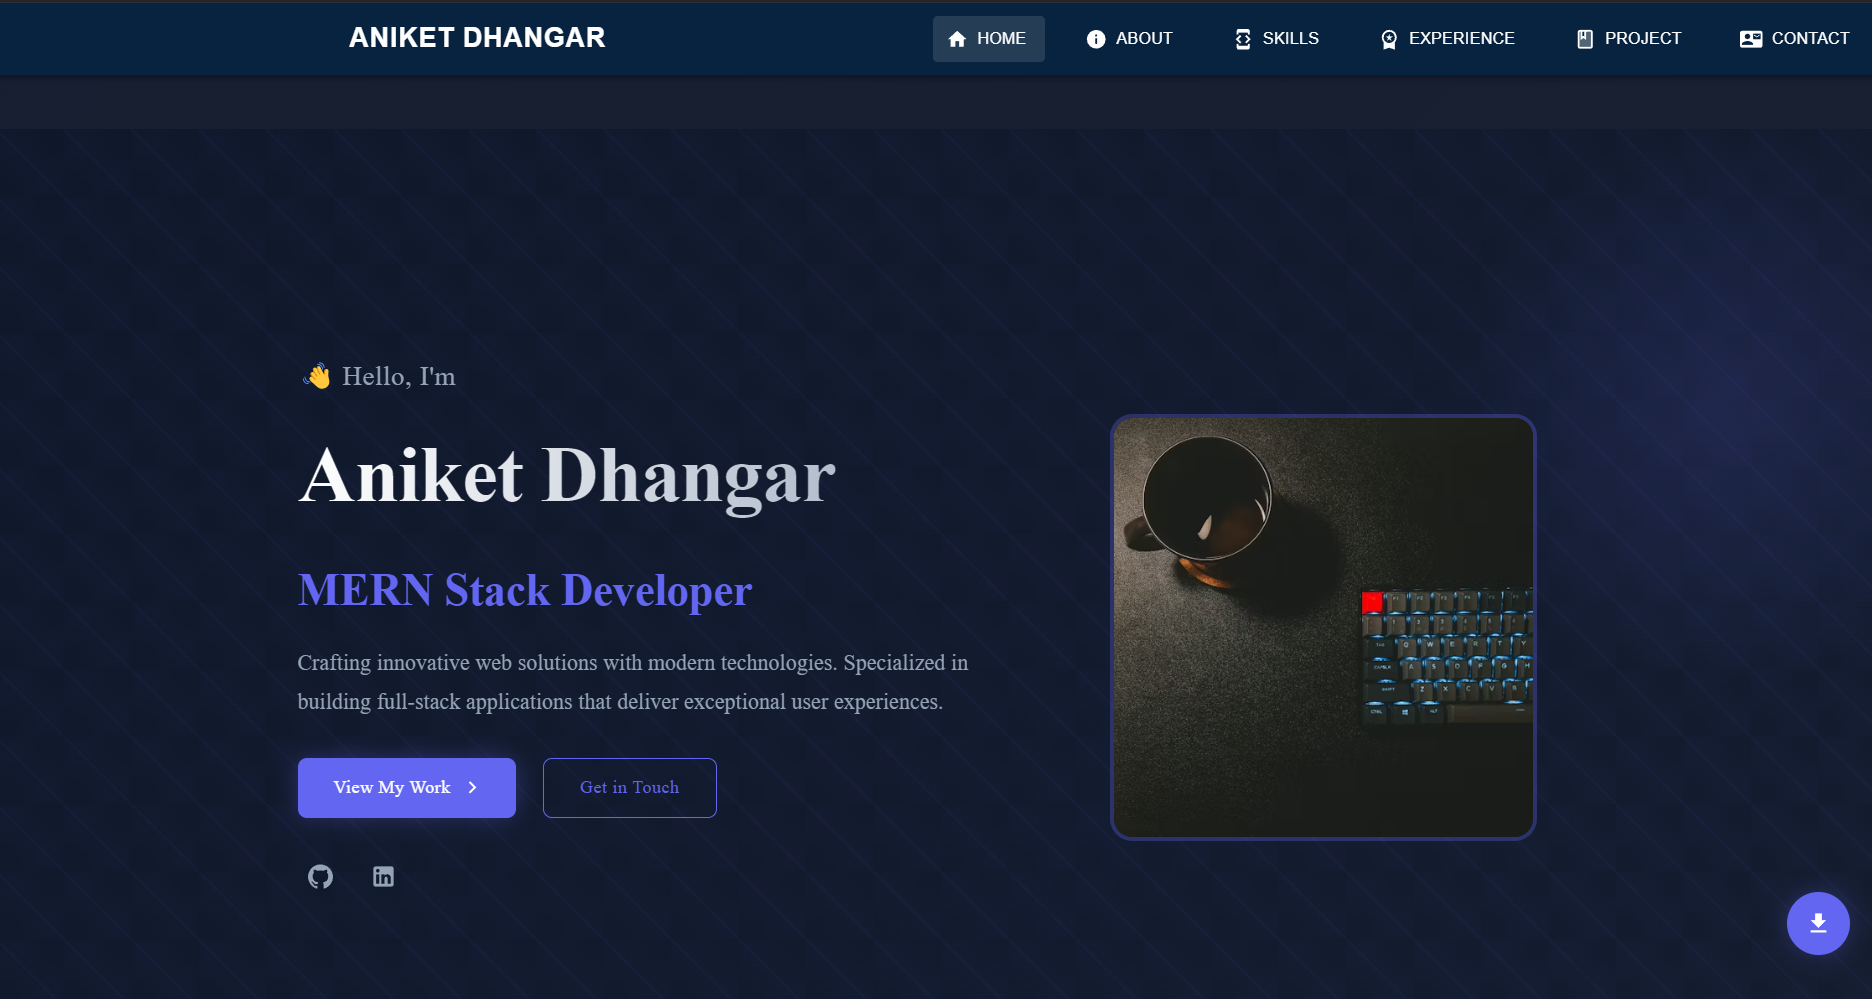 ANIKET DHANGAR
HOME
ABOUT
SKILLS
EXPERIENCE
PROJECT
CONTACT
👋 Hello, I'm
Aniket Dhangar
MERN Stack Developer
Crafting innovative web solutions with modern technologies. Specialized in
building full-stack applications that deliver exceptional user experiences.
View My Work
Get in Touch